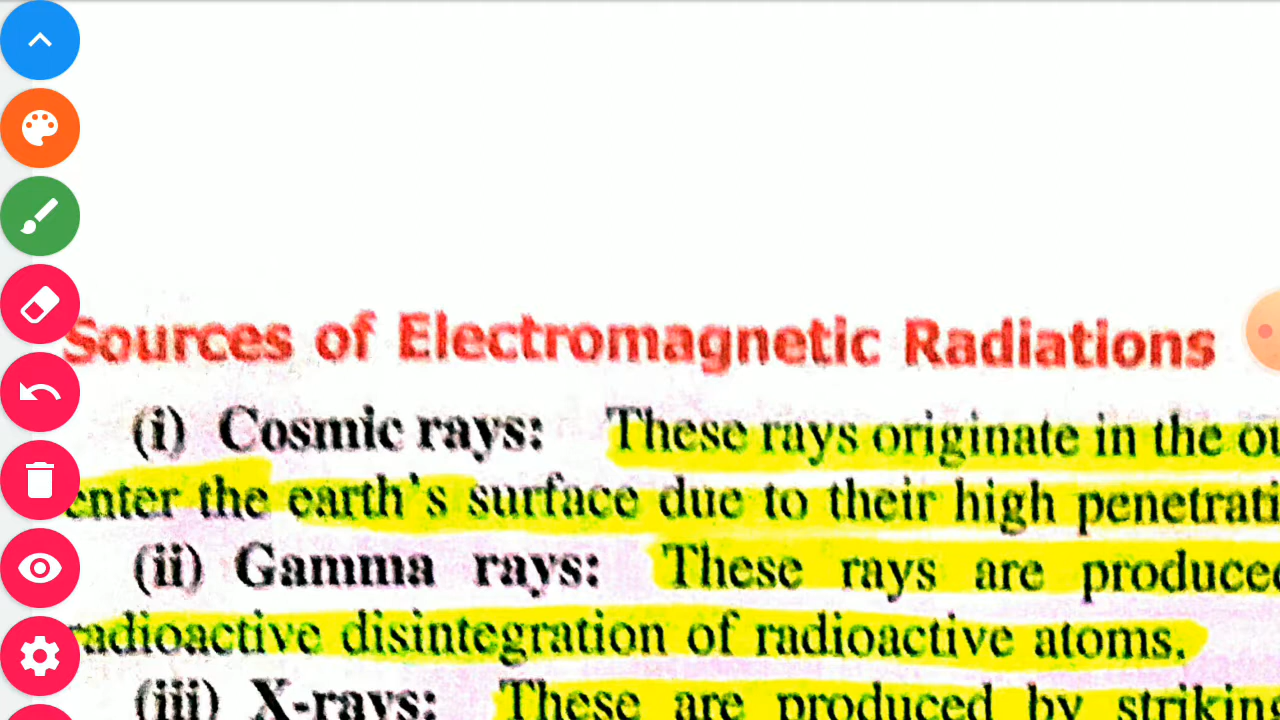 Sources of Electromagnetic Radiations
(i) Cosmic rays: These rays originate in the
enter the earth's surface due to their high
(ii) Gamma rays: These rays are
radioactive disintegration of radioactive atoms.
(iii) X-rays: These are produced by